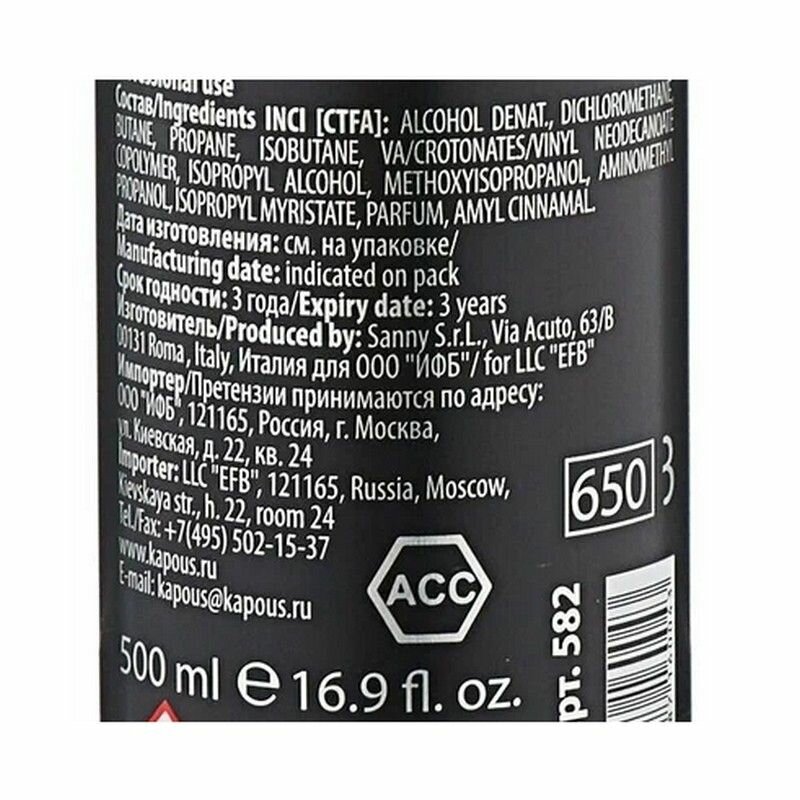 use
Состав/Ingredients INCI [CTFA]: ALCOHOL DENAT., DICHLOROMETHANE,
BUTANE, PROPANE, ISOBUTANE, VA/CROTONATES/VINYL NEODECANOATE
COPOLYMER, ISOPROPYL ALCOHOL, METHOXYISOPROPANOL, AMINOMETHYL
PROPANOL, ISOPROPYL MYRISTATE, PARFUM, AMYL CINNAMAL.
Дата изготовления: см. на упаковке/
Manufacturing date: indicated on pack
Срок годности: 3 года/Expiry date: 3 years
Изготовитель/Produced by: Sanny S.r.L., Via Acuto, 63/B
00131 Roma, Italy, Италия для ООО "ИФБ"/ for LLC "EFB"
Импортер/Претензии принимаются по адресу:
ООО "ИФБ", 121165, Россия, г. Москва,
ул. Киевская, д. 22, кв. 24
Importer: LLC "EFB", 121165, Russia, Moscow,
Kievskaya str., h. 22, room 24
Tel./Fax: +7(495) 502-15-37
www.kapous.ru
E-mail: kapous@kapous.ru
650
ACC
500 ml e 16.9 fl. oz.
рт. 582